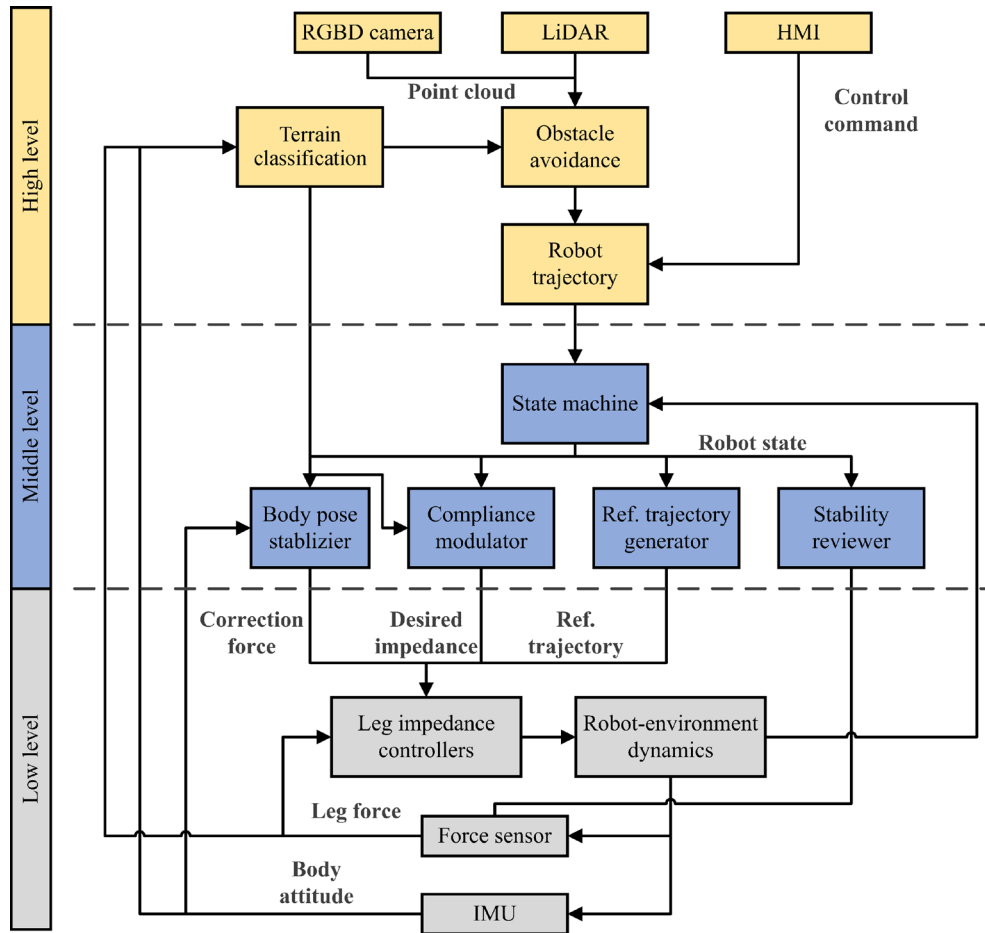 RGBD camera
LiDAR
HMI
Point cloud
Control
command
Terrain
classification
Obstacle
avoidance
High level
Robot
trajectory
State machine
Middle level
Robot state
Body pose
stablizier
Compliance
modulator
Ref. trajectory
generator
Stability
reviewer
Correction
force
Desired
impedance
Ref.
trajectory
Leg impedance
controllers
Robot-environment
dynamics
Low level
Leg force
Force sensor
Body
attitude
IMU